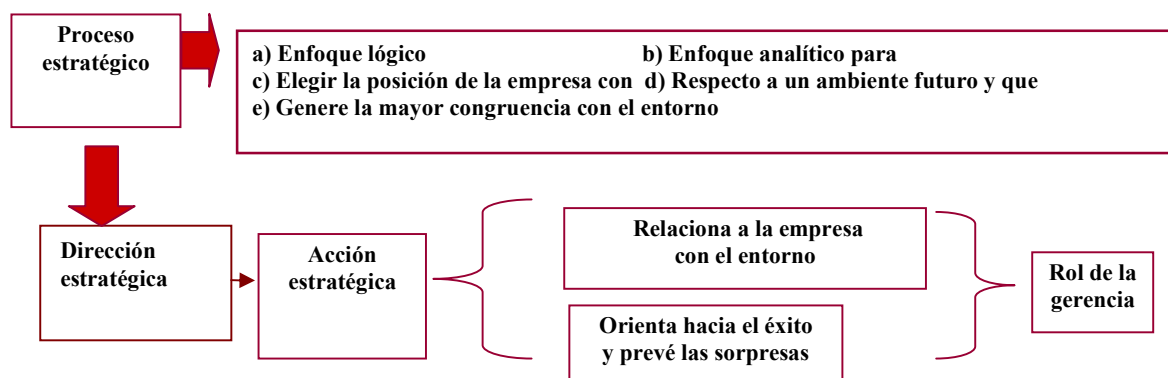 Proceso
estratégico
a) Enfoque lógico b) Enfoque analítico para
c) Elegir la posición de la empresa con d) Respecto a un ambiente futuro y que
e) Genere la mayor congruencia con el entorno
Dirección
estratégica
Acción
estratégica
Relaciona a la empresa
con el entorno
Orienta hacia el éxito
y prevé las sorpresas
Rol de la
gerencia